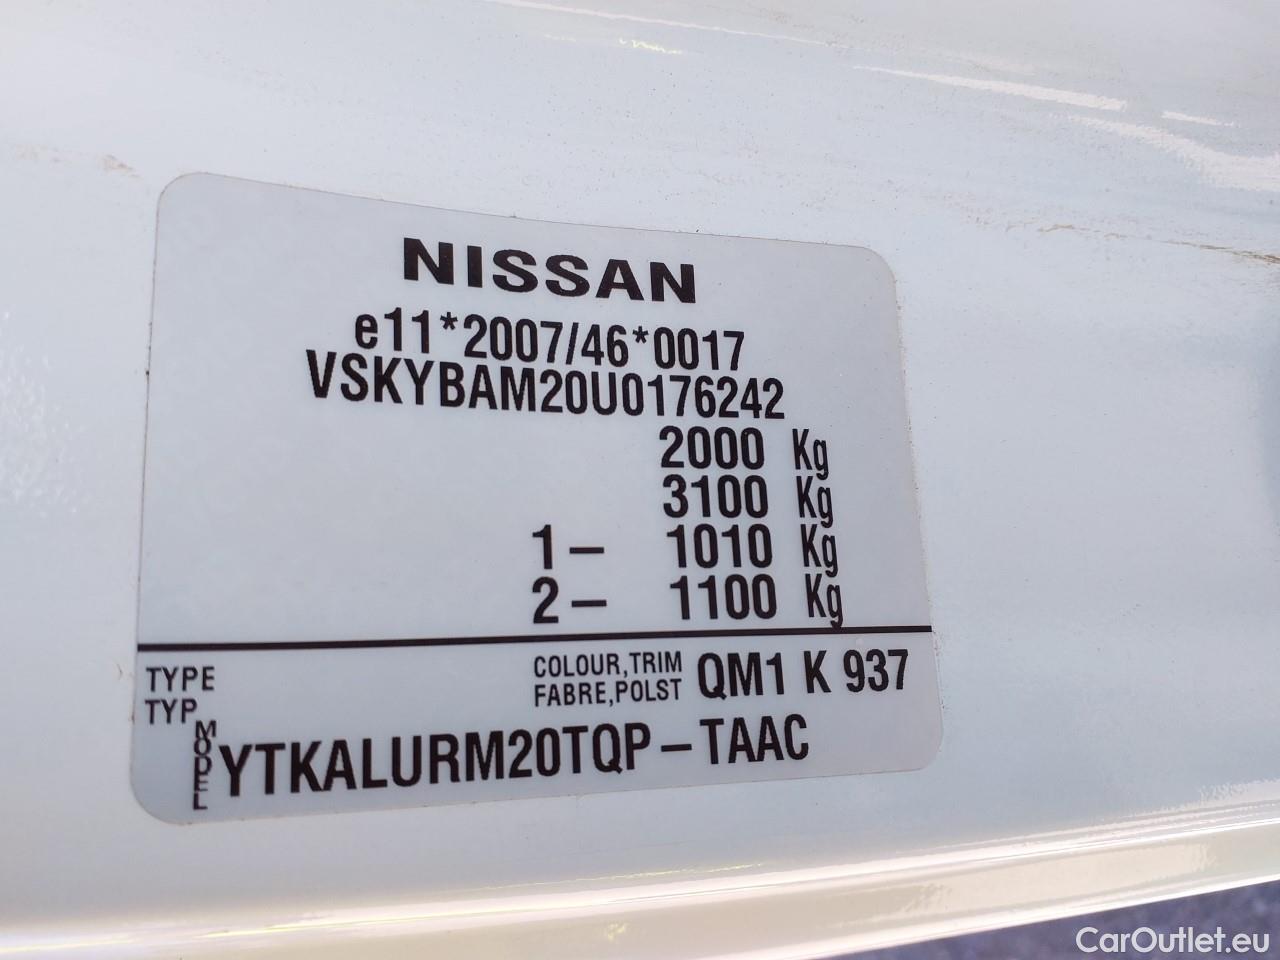 NISSAN
e11*2007/46*0017
VSKYBAM20U0176242
2000 Kg
3100 Kg
1- 1010 Kg
2- 1100 Kg
TYPE
TYP
COLOUR,TRIM
FABRE,POLST
QM1 K 937
MODEL
YTKALURM20TQP-TAAC
CarOutlet.eu